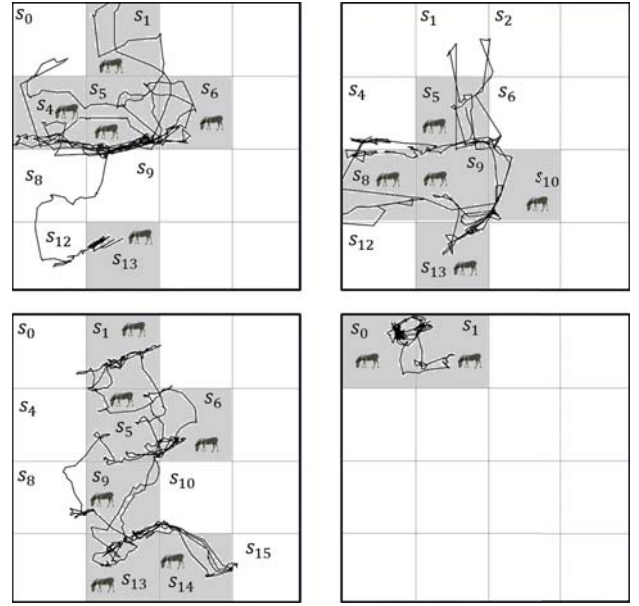 s₀ s₁
s₄ s₅ s₆
s₈ s₉
s₁₂ s₁₃
s₁ s₂
s₄ s₅ s₆
s₈ s₉ s₁₀
s₁₂ s₁₃
s₀ s₁
s₄ s₅ s₆
s₈ s₉ s₁₀
s₁₃ s₁₄ s₁₅
s₀ s₁